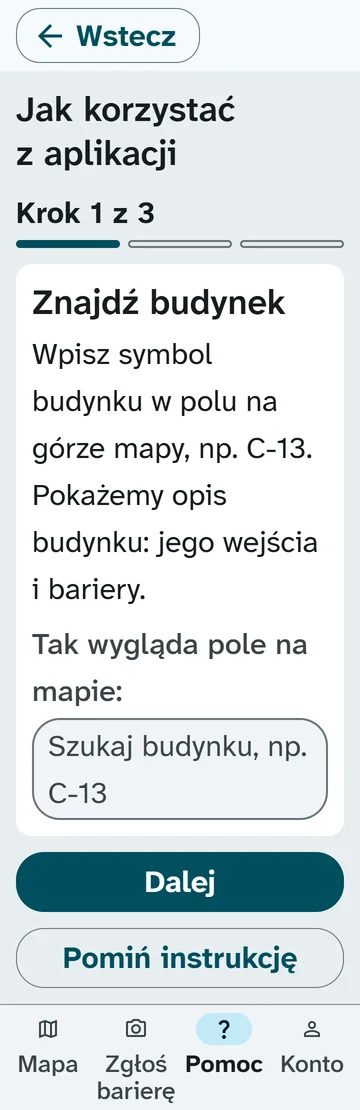 Wstecz
Jak korzystać
z aplikacji
Krok 1 z 3
Znajdź budynek
Wpisz symbol
budynku w polu na
górze mapy, np. C-13.
Pokażemy opis
budynku: jego wejścia
i bariery.
Tak wygląda pole na
mapie:
Szukaj budynku, np.
C-13
Dalej
Pomiń instrukcję
?
Mapa
Zgłoś
barierę
Pomoc
Konto